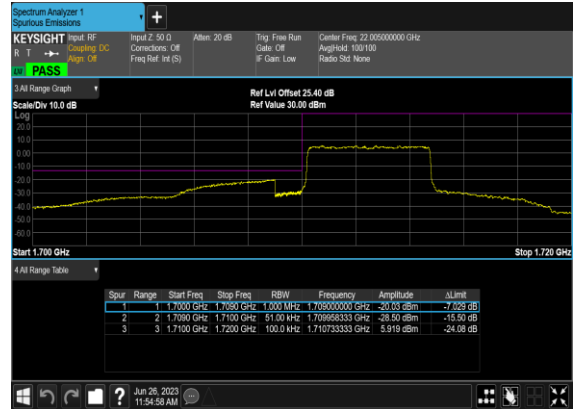 Spectrum Analyzer 1
Spurious Emissions
KEYSIGHT Input: RF Input Z: 50 Ω Atten: 20 dB Trig: Free Run Center Freq: 22.005000000 GHz
R T Coupling: DC Corrections: Off Gate: Off Avg|Hold: 100/100
Align: Off Freq Ref: Int (S) IF Gain: Low Radio Std: None
PASS
3 All Range Graph
Ref Lvl Offset 25.40 dB
Scale/Div 10.0 dB Ref Value 30.00 dBm
Log
20.0
10.0
0.00
-10.0
-20.0
-30.0
-40.0
-50.0
-60.0
Start 1.700 GHz Stop 1.720 GHz
4 All Range Table
Spur Range Start Freq Stop Freq RBW Frequency Amplitude ΔLimit
1 1 1.7000 GHz 1.7090 GHz 1.000 MHz 1.709000000 GHz -20.03 dBm -7.029 dB
2 2 1.7090 GHz 1.7100 GHz 51.00 kHz 1.709958333 GHz -28.50 dBm -15.50 dB
3 3 1.7100 GHz 1.7200 GHz 100.0 kHz 1.710733333 GHz 5.919 dBm -24.08 dB
? Jun 26, 2023
11:54:58 AM